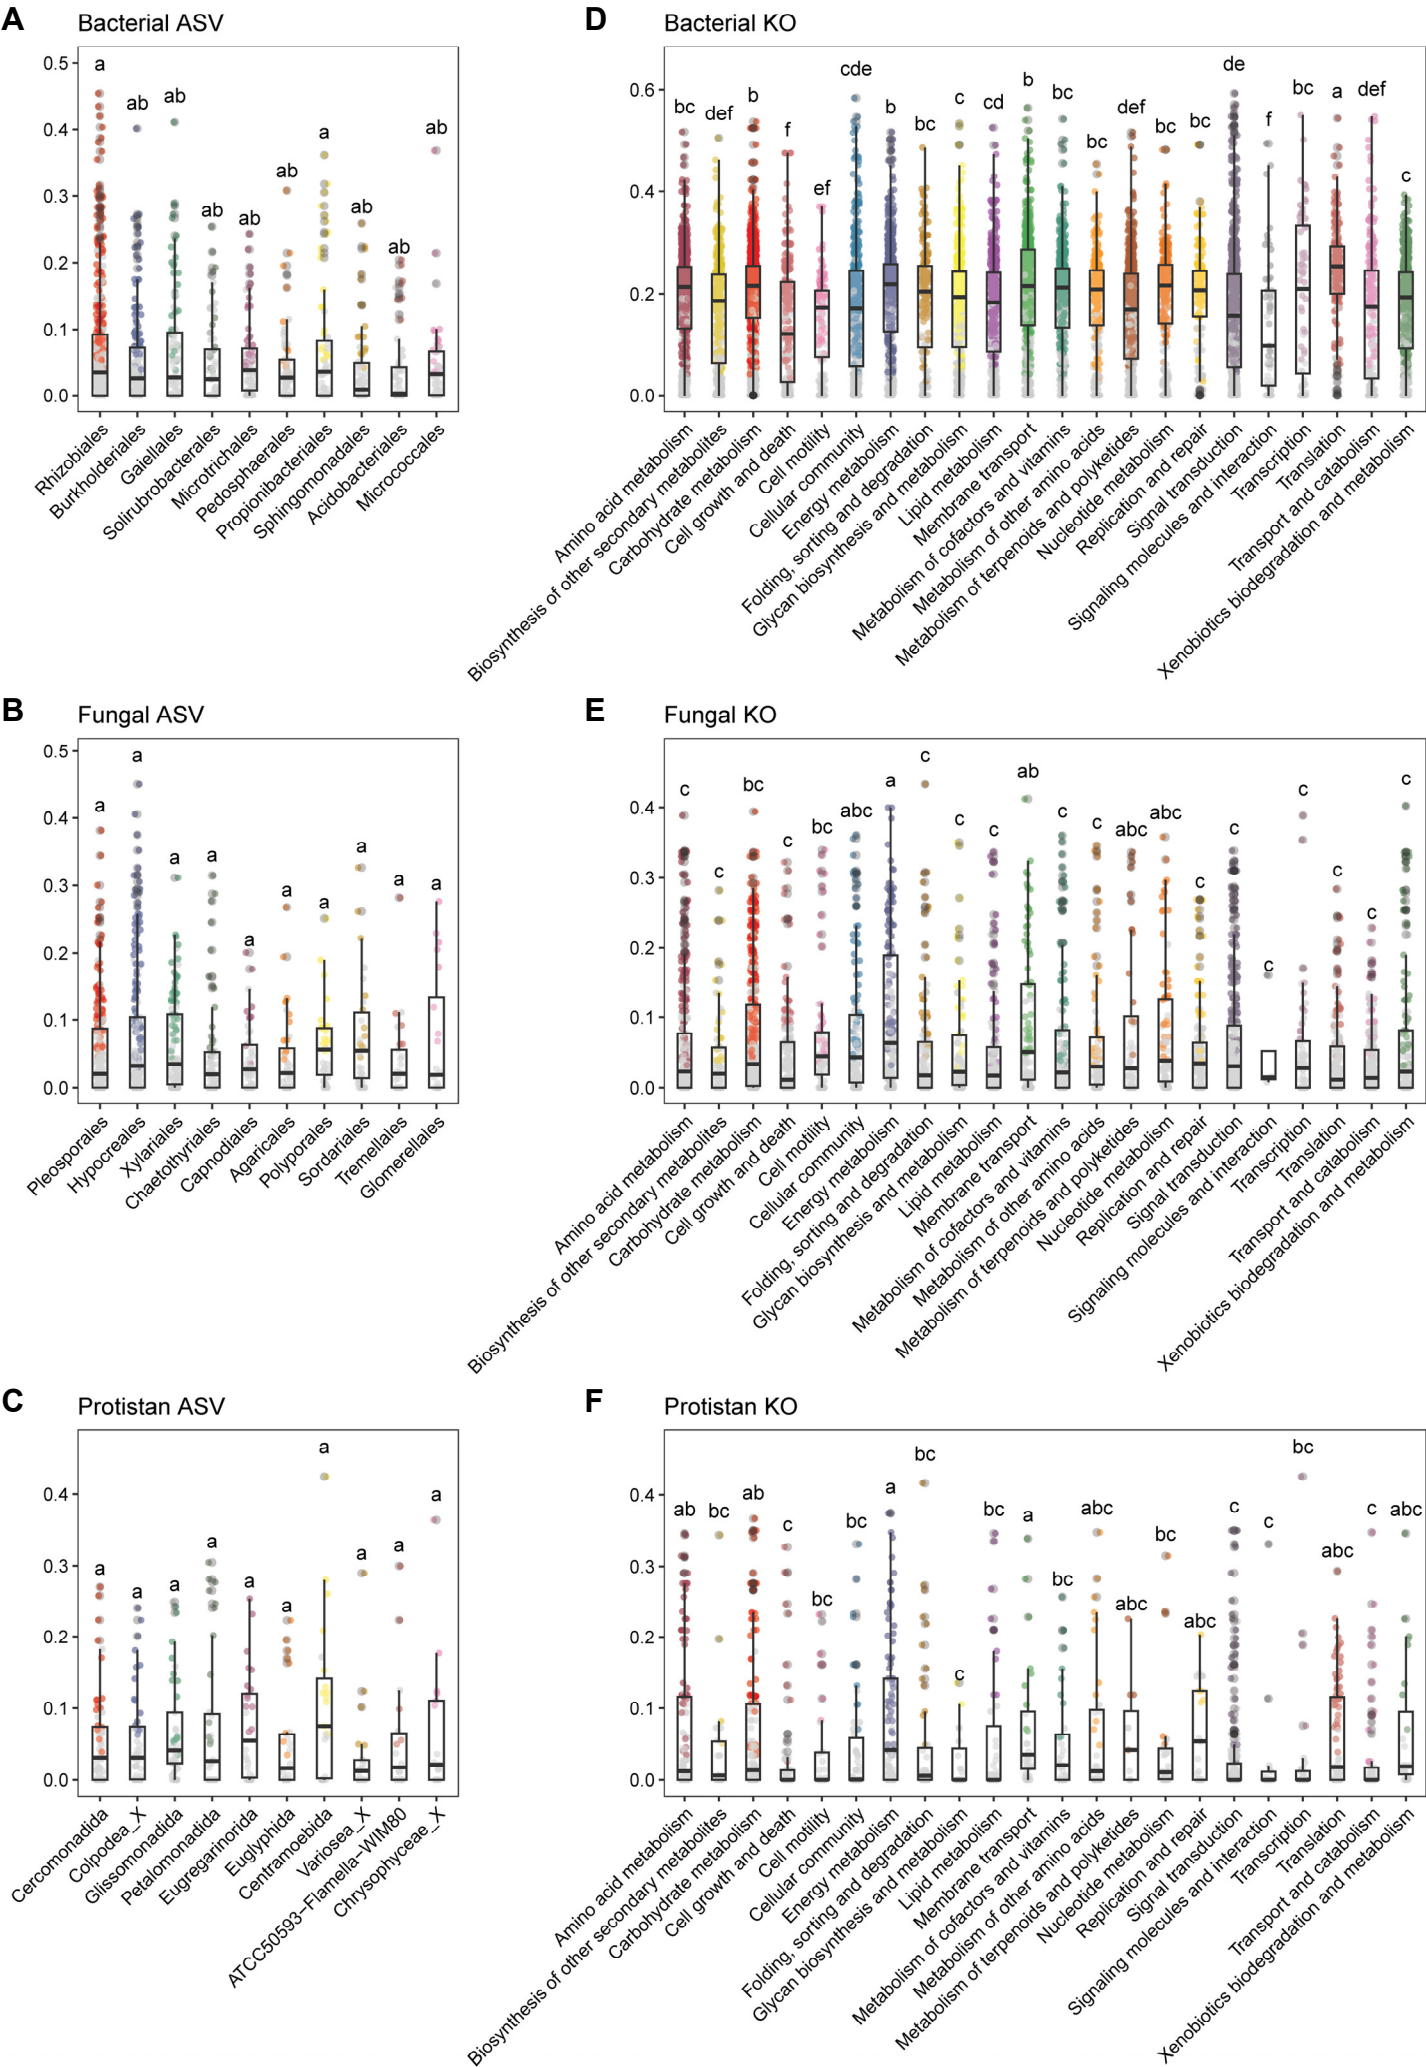 A Bacterial ASV
0.5
0.4
0.3
0.2
0.1
0.0
a ab ab ab ab ab a ab ab ab
Rhizobiales
Burkholderiales
Gaiellales
Solirubrobacterales
Microtrichales
Pedosphaerales
Propionibacteriales
Sphingomonadales
Acidobacteriales
Micrococcales
D Bacterial KO
0.6
0.4
0.2
0.0
bc def b f ef cde b bc c cd b bc bc def bc bc de f bc a def c
Amino acid metabolism
Biosynthesis of other secondary metabolites
Carbohydrate metabolism
Cell growth and death
Cell motility
Cellular community
Energy metabolism
Folding, sorting and degradation
Glycan biosynthesis and metabolism
Lipid metabolism
Membrane transport
Metabolism of cofactors and vitamins
Metabolism of other amino acids
Metabolism of terpenoids and polyketides
Nucleotide metabolism
Replication and repair
Signal transduction
Signaling molecules and interaction
Transcription
Translation
Transport and catabolism
Xenobiotics biodegradation and metabolism
B Fungal ASV
0.5
0.4
0.3
0.2
0.1
0.0
a a a a a a a a a a
Pleosporales
Hypocreales
Xylariales
Chaetothyriales
Capnodiales
Agaricales
Polyporales
Sordariales
Tremellales
Glomerellales
E Fungal KO
0.4
0.3
0.2
0.1
0.0
c c bc c bc abc a c c c ab c c abc abc c c c c c c c
Amino acid metabolism
Biosynthesis of other secondary metabolites
Carbohydrate metabolism
Cell growth and death
Cell motility
Cellular community
Energy metabolism
Folding, sorting and degradation
Glycan biosynthesis and metabolism
Lipid metabolism
Membrane transport
Metabolism of cofactors and vitamins
Metabolism of other amino acids
Metabolism of terpenoids and polyketides
Nucleotide metabolism
Replication and repair
Signal transduction
Signaling molecules and interaction
Transcription
Translation
Transport and catabolism
Xenobiotics biodegradation and metabolism
C Protistan ASV
0.4
0.3
0.2
0.1
0.0
a a a a a a a a a a
Cercomonadida
Colpodea_X
Glissomonadida
Petalomonadida
Eugregarinorida
Euglyphida
Centramoebida
Variosea_X
ATCC50593−Flamella−WIM80
Chrysophyceae_X
F Protistan KO
0.4
0.3
0.2
0.1
0.0
ab bc ab c bc bc a bc c bc a bc abc abc bc abc c c bc abc c abc
Amino acid metabolism
Biosynthesis of other secondary metabolites
Carbohydrate metabolism
Cell growth and death
Cell motility
Cellular community
Energy metabolism
Folding, sorting and degradation
Glycan biosynthesis and metabolism
Lipid metabolism
Membrane transport
Metabolism of cofactors and vitamins
Metabolism of other amino acids
Metabolism of terpenoids and polyketides
Nucleotide metabolism
Replication and repair
Signal transduction
Signaling molecules and interaction
Transcription
Translation
Transport and catabolism
Xenobiotics biodegradation and metabolism